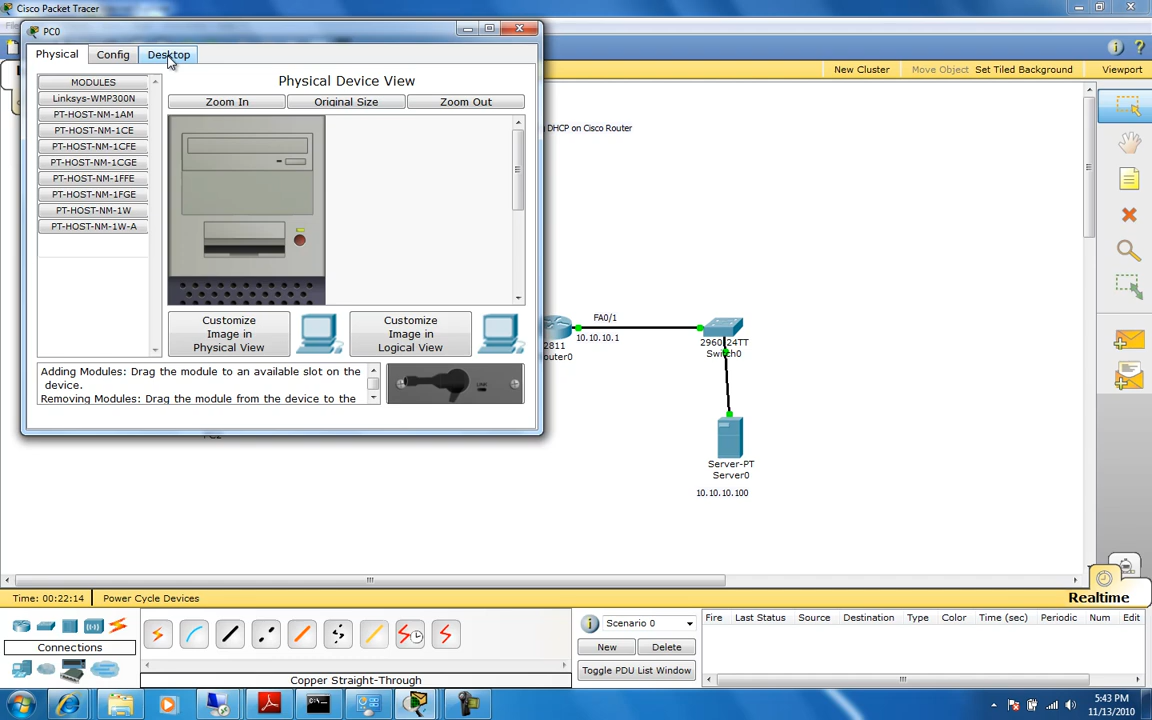 Cisco Packet Tracer
PC0
Physical
Config
Desktop
New Cluster
Move Object
Set Tiled Background
Viewport
MODULES
Physical Device View
Linksys-WMP300N
Zoom In
Original Size
Zoom Out
PT-HOST-NM-1AM
PT-HOST-NM-1CE
DHCP on Cisco Router
PT-HOST-NM-1CFE
PT-HOST-NM-1CGE
PT-HOST-NM-1FFE
PT-HOST-NM-1FGE
PT-HOST-NM-1W
PT-HOST-NM-1W-A
Customize
Image in
Physical View
Customize
Image in
Logical View
FA0/1
10.10.10.1
2811
outer0
2960-24TT
Switch0
Adding Modules: Drag the module to an available slot on the
device.
Removing Modules: Drag the module from the device to the
PC2
Server-PT
Server0
10.10.10.100
Realtime
Time: 00:22:14
Power Cycle Devices
Connections
Copper Straight-Through
Scenario 0
New
Delete
Toggle PDU List Window
Fire
Last Status
Source
Destination
Type
Color
Time (sec)
Periodic
Num
Edit
5:43 PM
11/13/2010